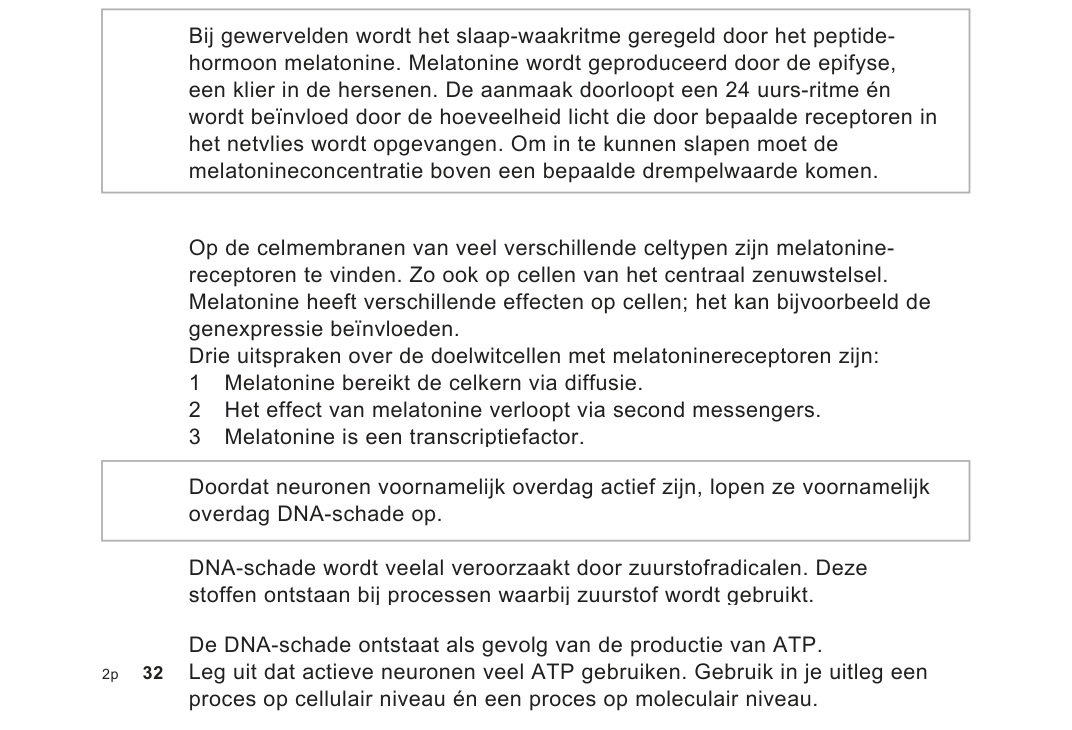 Bij gewervelden wordt het slaap-waakritme geregeld door het peptide-
hormoon melatonine. Melatonine wordt geproduceerd door de epifyse,
een klier in de hersenen. De aanmaak doorloopt een 24 uurs-ritme én
wordt beïnvloed door de hoeveelheid licht die door bepaalde receptoren in
het netvlies wordt opgevangen. Om in te kunnen slapen moet de
melatonineconcentratie boven een bepaalde drempelwaarde komen.
Op de celmembranen van veel verschillende celtypen zijn melatonine-
receptoren te vinden. Zo ook op cellen van het centraal zenuwstelsel.
Melatonine heeft verschillende effecten op cellen; het kan bijvoorbeeld de
genexpressie beïnvloeden.
Drie uitspraken over de doelwitcellen met melatoninereceptoren zijn:
1 Melatonine bereikt de celkern via diffusie.
2 Het effect van melatonine verloopt via second messengers.
3 Melatonine is een transcriptiefactor.
Doordat neuronen voornamelijk overdag actief zijn, lopen ze voornamelijk
overdag DNA-schade op.
DNA-schade wordt veelal veroorzaakt door zuurstofradicalen. Deze
stoffen ontstaan bij processen waarbij zuurstof wordt gebruikt.
De DNA-schade ontstaat als gevolg van de productie van ATP.
2p 32 Leg uit dat actieve neuronen veel ATP gebruiken. Gebruik in je uitleg een
proces op cellulair niveau én een proces op moleculair niveau.